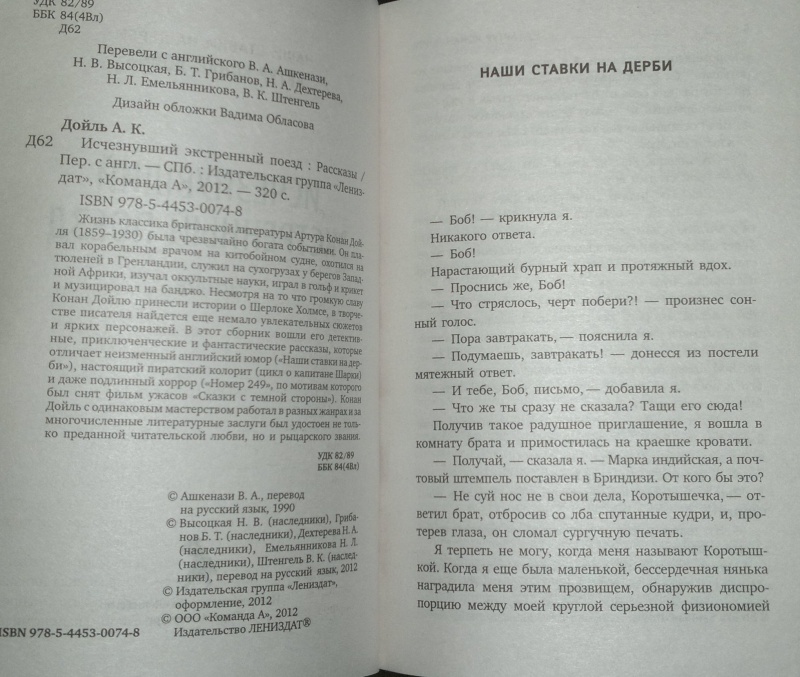 УДК 82/89
ББК 84(4Вл)
Д62
Перевели с английского В. А. Ашкенази,
Н. В. Высоцкая, Б. Т. Грибанов, Н. А. Дехтерева,
Н. Л. Емельянникова, В. К. Штенгель
Дизайн обложки Вадима Обласова
Дойль А. К.
Д62 Исчезнувший экстренный поезд : Рассказы /
Пер. с англ. — СПб. : Издательская группа «Лениз-
дат», «Команда А», 2012. — 320 с.
ISBN 978-5-4453-0074-8
Жизнь классика британской литературы Артура Конан Дой-
ля (1859–1930) была чрезвычайно богата событиями. Он пла-
вал корабельным врачом на китобойном судне, охотился на
тюленей в Гренландии, служил на сухогрузах у берегов Запад-
ной Африки, изучал оккультные науки, играл в гольф и крикет
и музицировал на банджо. Несмотря на то что громкую славу
Конан Дойлю принесли истории о Шерлоке Холмсе, в творче-
стве писателя найдется еще немало увлекательных сюжетов
и ярких персонажей. В этот сборник вошли его детектив-
ные, приключенческие и фантастические рассказы, которые
отличает неизменный английский юмор («Наши ставки на дер-
би»), настоящий пиратский колорит (цикл о капитане Шарки)
и даже подлинный хоррор («Номер 249», по мотивам которого
был снят фильм ужасов «Сказки с темной стороны»). Конан
Дойль с одинаковым мастерством работал в разных жанрах и за
многочисленные литературные заслуги был удостоен не толь-
ко преданной читательской любви, но и рыцарского звания.
УДК 82/89
ББК 84(4Вл)
© Ашкенази В. А., перевод
на русский язык, 1990
© Высоцкая Н. В. (наследники), Гриба-
нов Б. Т. (наследники), Дехтерева Н. А.
(наследники), Емельянникова Н. Л.
(наследники), Штенгель В. К. (наслед-
ники), перевод на русский язык, 2012
© Издательская группа «Лениздат»,
оформление, 2012
© ООО «Команда А», 2012
ISBN 978-5-4453-0074-8 Издательство ЛЕНИЗДАТ®
НАШИ СТАВКИ НА ДЕРБИ
— Боб! — крикнула я.
Никакого ответа.
— Боб!
Нарастающий бурный храп и протяжный вздох.
— Проснись же, Боб!
— Что стряслось, черт побери?! — произнес сон-
ный голос.
— Пора завтракать, — пояснила я.
— Подумаешь, завтракать! — донесся из постели
мятежный ответ.
— И тебе, Боб, письмо, — добавила я.
— Что же ты сразу не сказала? Тащи его сюда!
Получив такое радушное приглашение, я вошла в
комнату брата и примостилась на краешке кровати.
— Получай, — сказала я. — Марка индийская, а поч-
товый штемпель поставлен в Бриндизи. От кого бы это?
— Не суй нос не в свои дела, Коротышечка, — от-
ветил брат, отбросив со лба спутанные кудри, и, про-
терев глаза, он сломал сургучную печать.
Я терпеть не могу, когда меня называют Коротыш-
кой. Когда я еще была маленькой, бессердечная нянька
наградила меня этим прозвищем, обнаружив диспро-
порцию между моей круглой серьезной физиономией